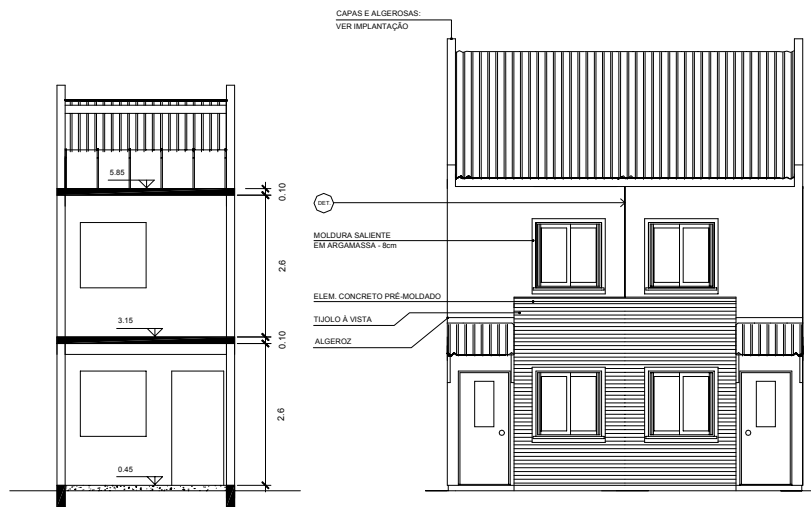 CAPAS E ALGEROSAS:
VER IMPLANTAÇÃO
5.85
0.10
DET.
MOLDURA SALIENTE
EM ARGAMASSA - 8cm
2.6
ELEM. CONCRETO PRÉ-MOLDADO
3.15
TIJOLO À VISTA
0.10
ALGEROZ
2.6
0.45